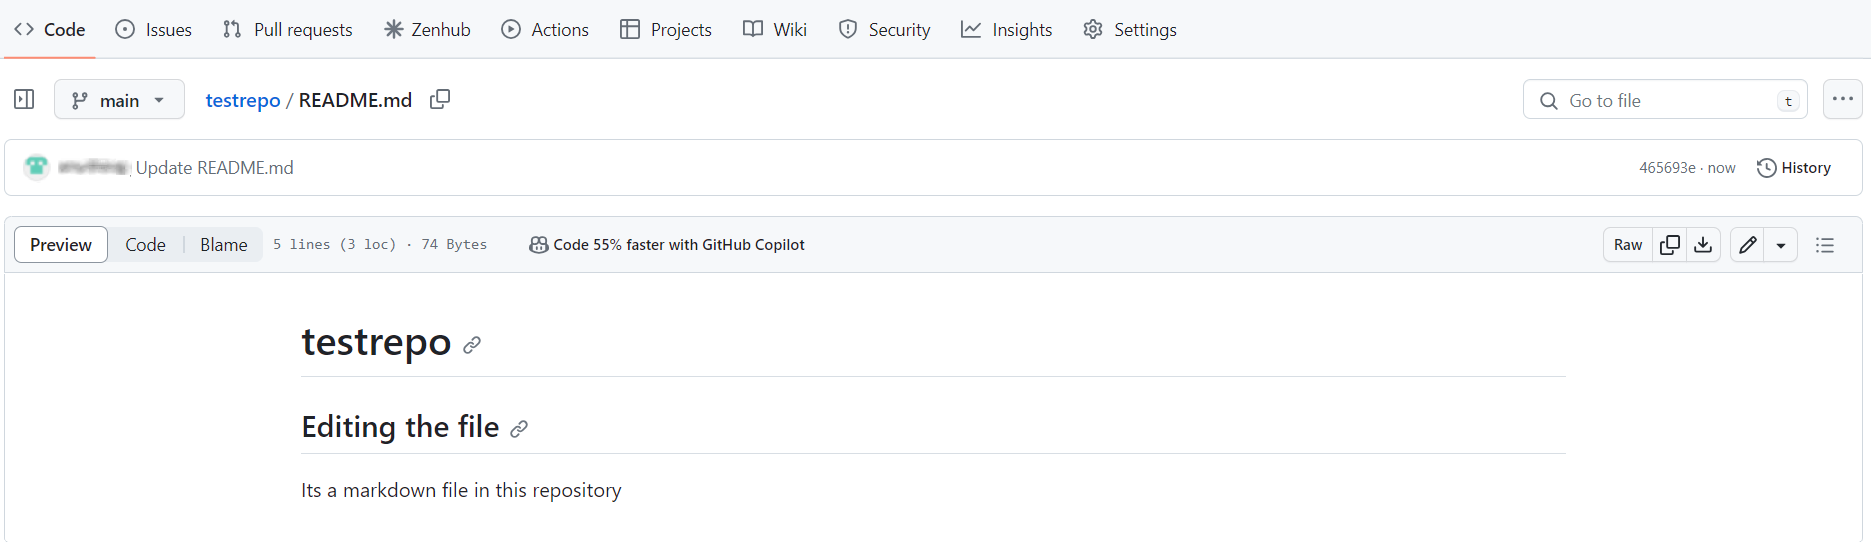 Code Issues Pull requests Zenhub Actions Projects Wiki Security Insights Settings
main testrepo / README.md Go to file t
Update README.md 465693e · now History
Preview Code Blame 5 lines (3 loc) · 74 Bytes Code 55% faster with GitHub Copilot Raw
testrepo
Editing the file
Its a markdown file in this repository